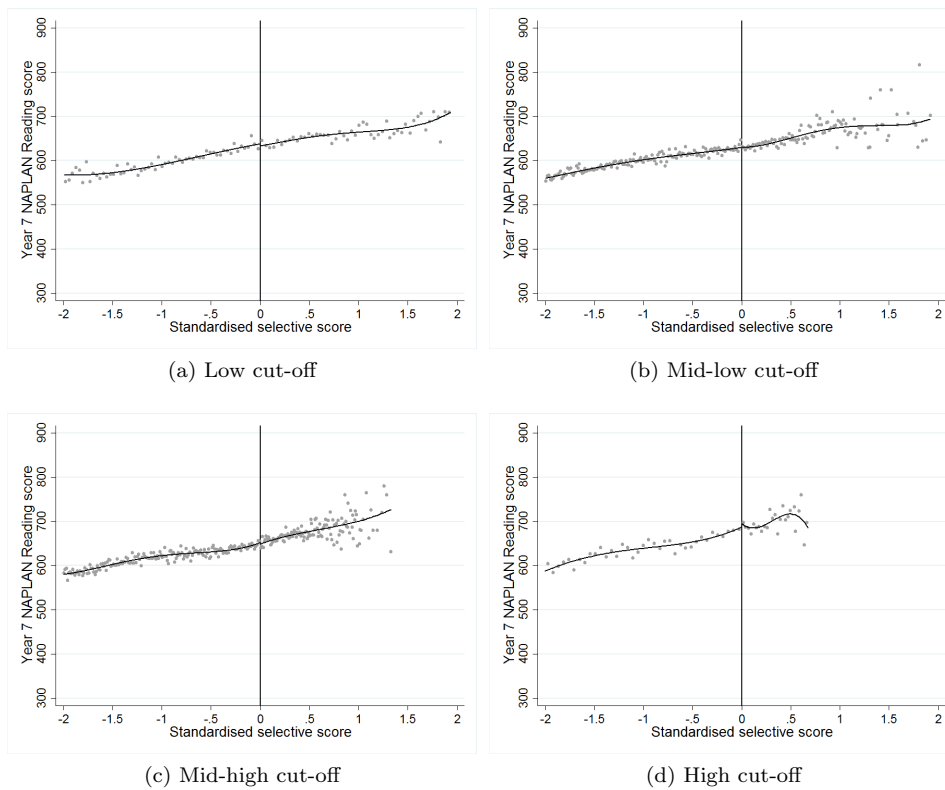 Year 7 NAPLAN Reading score
900
800
700
600
500
400
300
-2 -1.5 -1 -.5 0 .5 1 1.5 2
Standardised selective score
(a) Low cut-off
Year 7 NAPLAN Reading score
900
800
700
600
500
400
300
-2 -1.5 -1 -.5 0 .5 1 1.5 2
Standardised selective score
(b) Mid-low cut-off
Year 7 NAPLAN Reading score
900
800
700
600
500
400
300
-2 -1.5 -1 -.5 0 .5 1 1.5 2
Standardised selective score
(c) Mid-high cut-off
Year 7 NAPLAN Reading score
900
800
700
600
500
400
300
-2 -1.5 -1 -.5 0 .5 1 1.5 2
Standardised selective score
(d) High cut-off